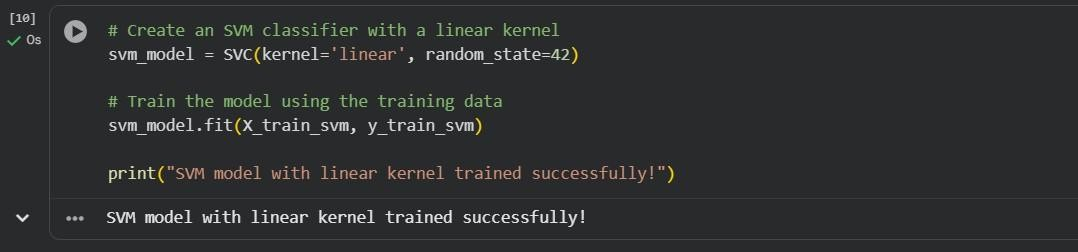 [10]
0s
# Create an SVM classifier with a linear kernel
svm_model = SVC(kernel='linear', random_state=42)
# Train the model using the training data
svm_model.fit(X_train_svm, y_train_svm)
print("SVM model with linear kernel trained successfully!")
SVM model with linear kernel trained successfully!